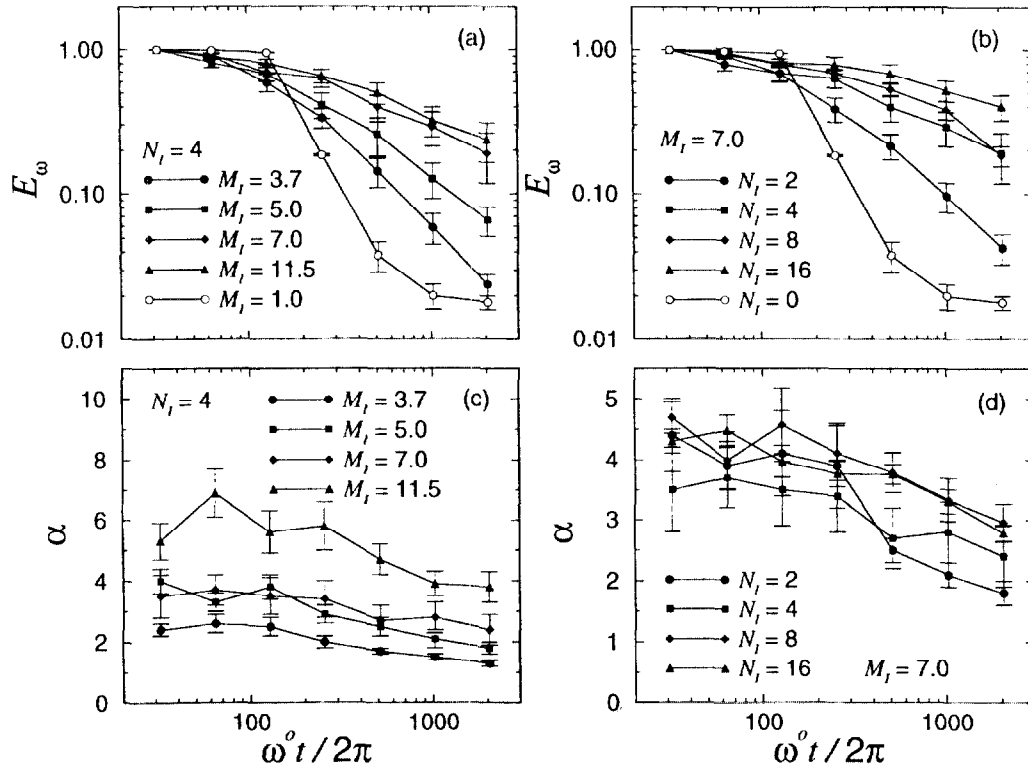 (a)
1.00
0.10
0.01
E_ω
N_I = 4
M_I = 3.7
M_I = 5.0
M_I = 7.0
M_I = 11.5
M_I = 1.0
(b)
1.00
0.10
0.01
E_ω
M_I = 7.0
N_I = 2
N_I = 4
N_I = 8
N_I = 16
N_I = 0
(c)
10
8
6
4
2
0
α
N_I = 4
M_I = 3.7
M_I = 5.0
M_I = 7.0
M_I = 11.5
100
1000
ω° t / 2π
(d)
5
4
3
2
1
0
α
N_I = 2
N_I = 4
N_I = 8
N_I = 16
M_I = 7.0
100
1000
ω° t / 2π